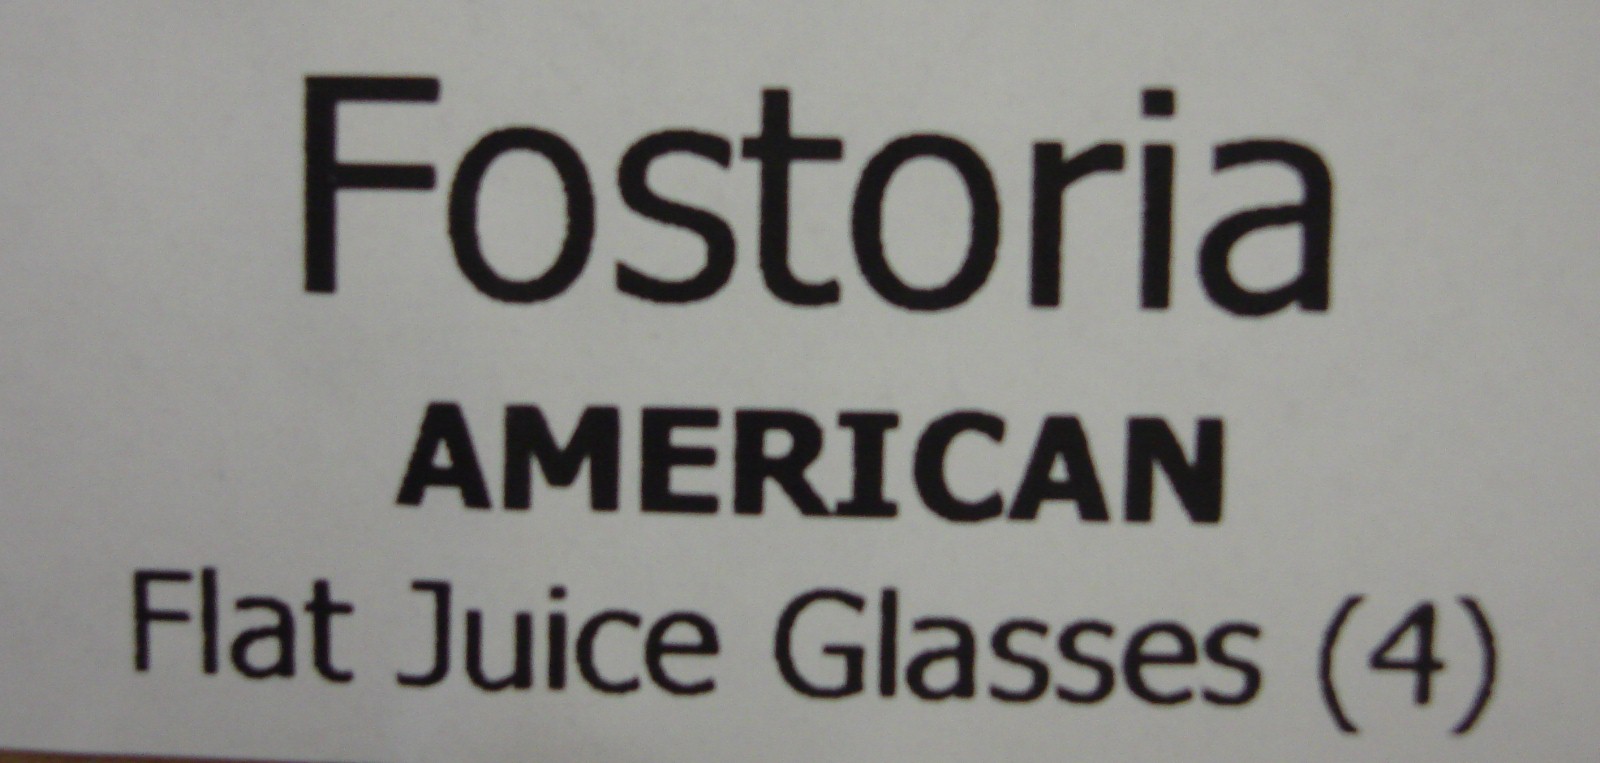 Fostoria
AMERICAN
Flat Juice Glasses (4)